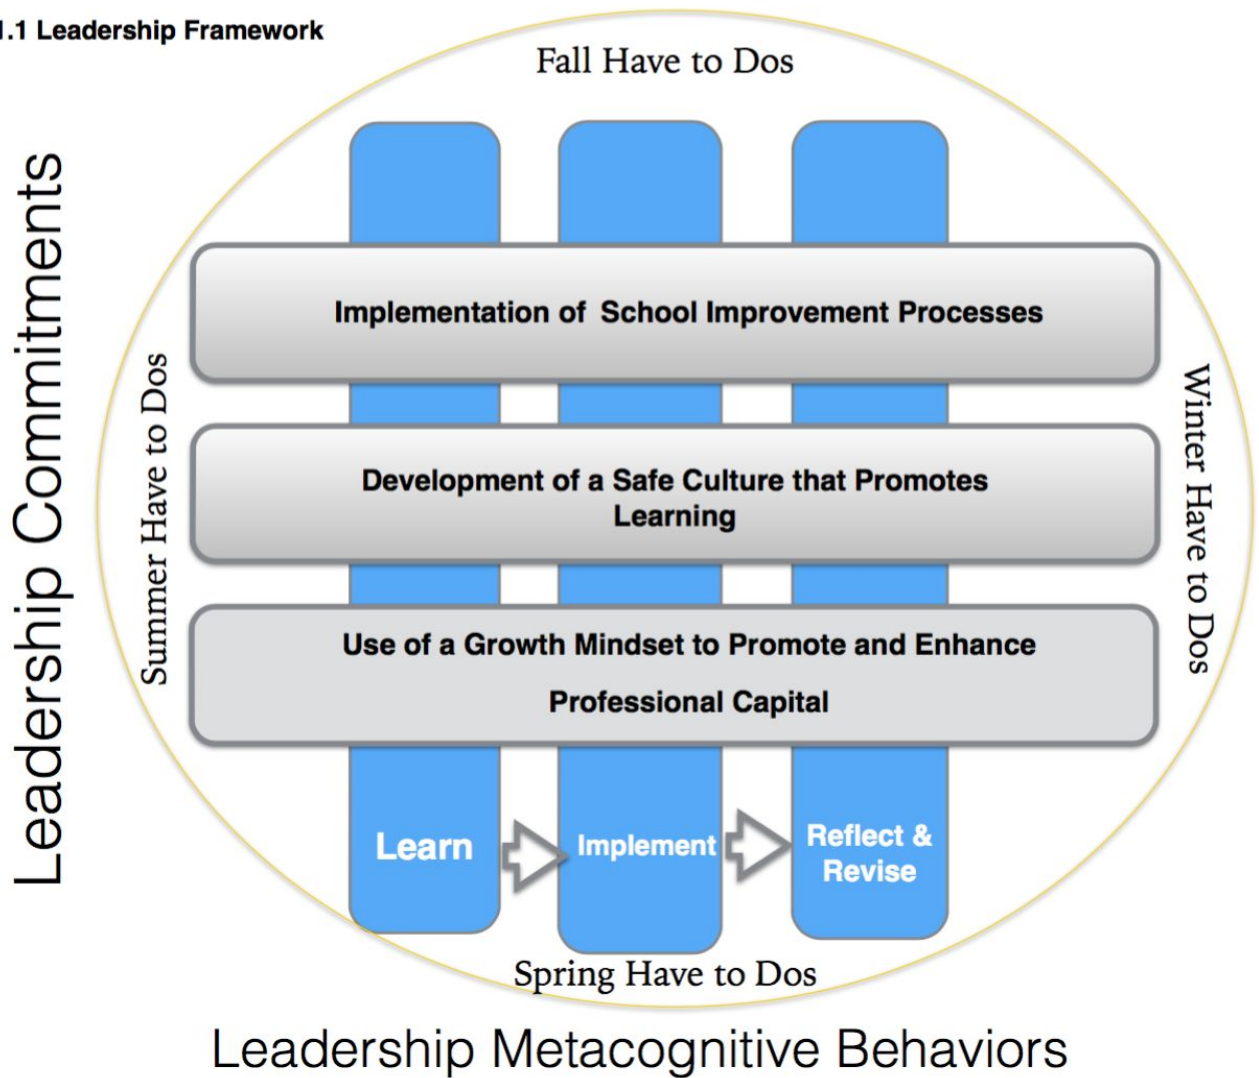 1.1 Leadership Framework
Fall Have to Dos
Leadership Commitments
Summer Have to Dos
Winter Have to Dos
Implementation of School Improvement Processes
Development of a Safe Culture that Promotes
Learning
Use of a Growth Mindset to Promote and Enhance
Professional Capital
Learn
Implement
Reflect &
Revise
Spring Have to Dos
Leadership Metacognitive Behaviors